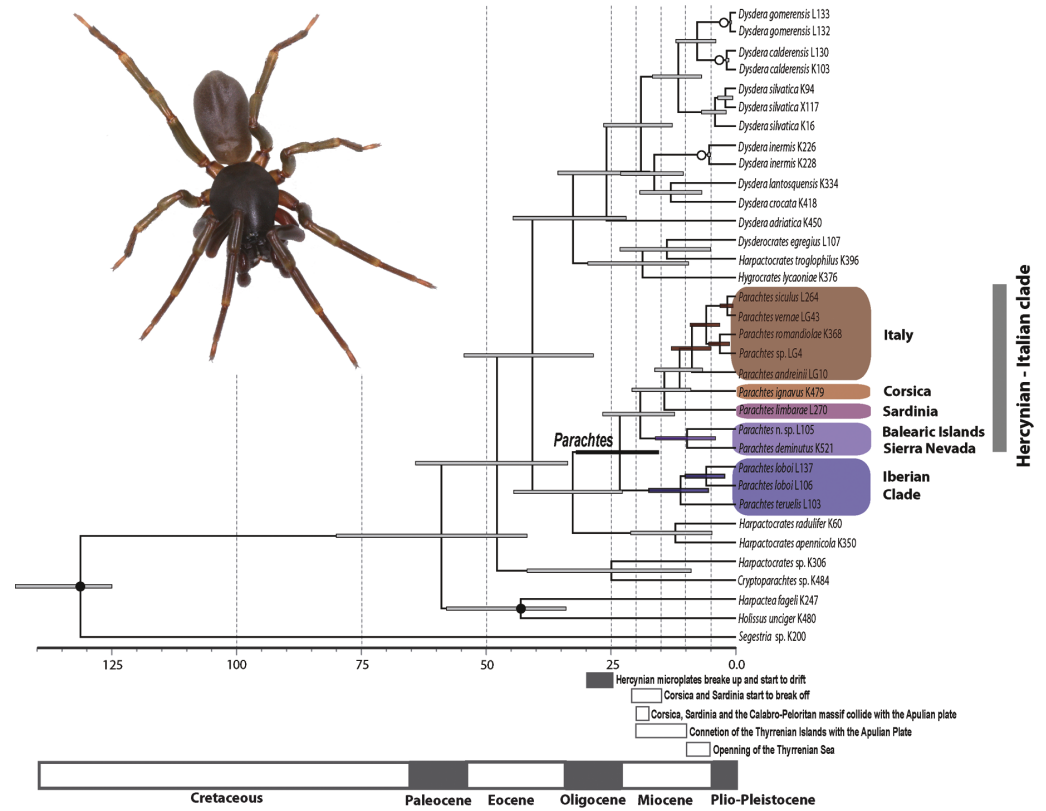 Dysdera gomerensis L133
Dysdera gomerensis L132
Dysdera calderensis L130
Dysdera calderensis K103
Dysdera silvatica K94
Dysdera silvatica X117
Dysdera silvatica K16
Dysdera inermis K226
Dysdera inermis K228
Dysdera lantosquensis K334
Dysdera crocata K418
Dysdera adriatica K450
Dysderocrates egregius L107
Harpactocrates troglophilus K396
Hygrocrates lycaoniae K376
Parachtes siculus L264
Parachtes vernae LG43
Parachtes romandiolae K368
Parachtes sp. LG4
Parachtes andreinii LG10
Italy
Parachtes ignavus K479
Corsica
Parachtes limbarae L270
Sardinia
Parachtes n. sp. L105
Parachtes deminutus K521
Balearic Islands
Sierra Nevada
Hercynian - Italian clade
Parachtes
Parachtes loboi L137
Parachtes loboi L106
Parachtes teruelis L103
Iberian
Clade
Harpactocrates radulifer K60
Harpactocrates apennicola K350
Harpactocrates sp. K306
Cryptoparachtes sp. K484
Harpactea fageli K247
Holissus unciger K480
Segestria sp. K200
125 100 75 50 25 0.0
Hercynian microplates breake up and start to drift
Corsica and Sardinia start to break off
Corsica, Sardinia and the Calabro-Peloritan massif collide with the Apulian plate
Connetion of the Thyrrenian Islands with the Apulian Plate
Openning of the Thyrrenian Sea
Cretaceous Paleocene Eocene Oligocene Miocene Plio-Pleistocene